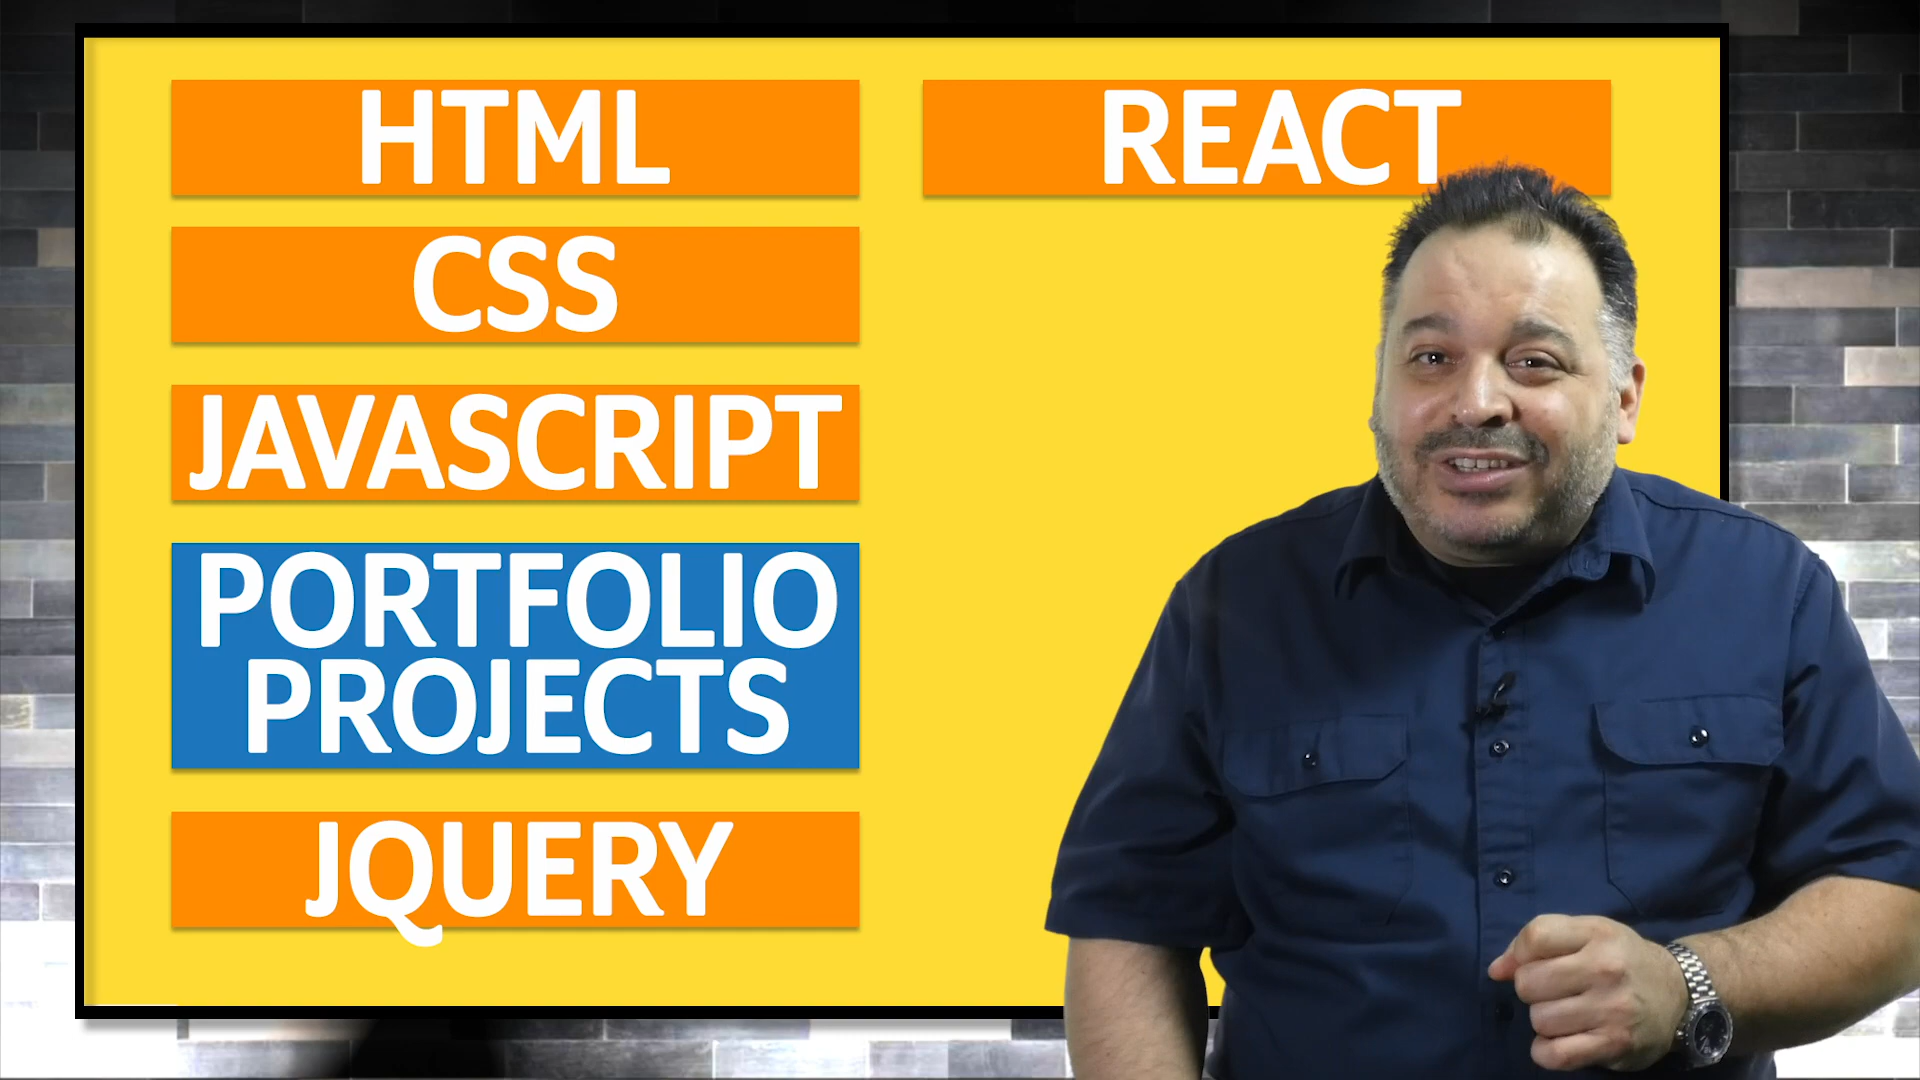 HTML
CSS
JAVASCRIPT
PORTFOLIO
PROJECTS
JQUERY
REACT